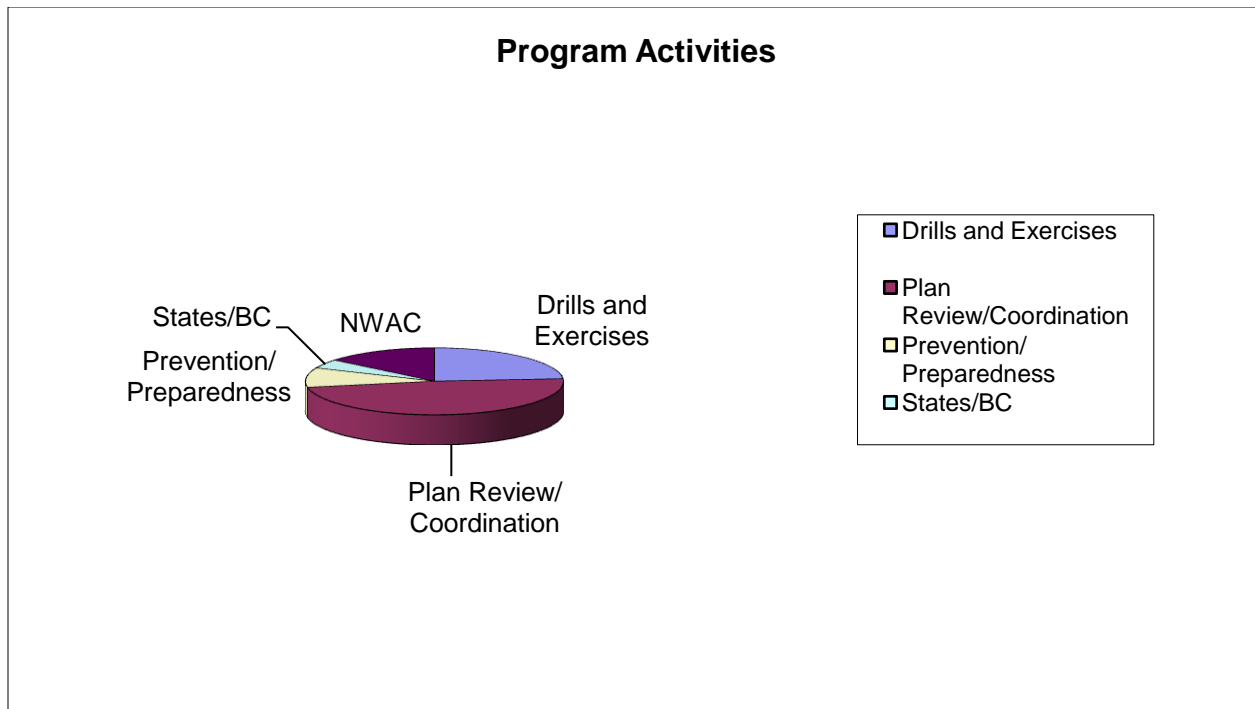 Program Activities
States/BC
NWAC
Drills and
Exercises
Prevention/
Preparedness
Plan Review/
Coordination
Drills and Exercises
Plan
Review/Coordination
Prevention/
Preparedness
States/BC